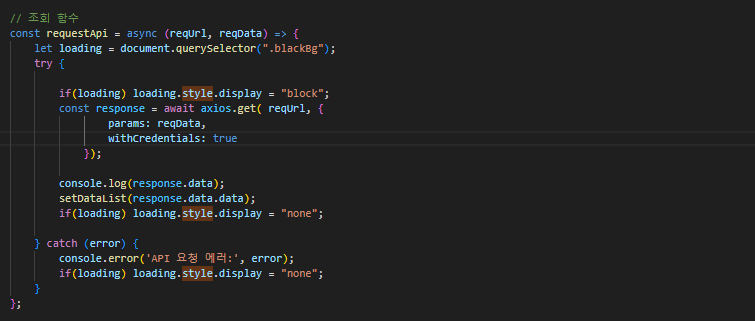 // 조회 함수
const requestApi = async (reqUrl, reqData) => {
let loading = document.querySelector(".blackBg");
try {
if(loading) loading.style.display = "block";
const response = await axios.get( reqUrl, {
params: reqData,
withCredentials: true
});
console.log(response.data);
setDataList(response.data.data);
if(loading) loading.style.display = "none";
} catch (error) {
console.error('API 요청 에러:', error);
if(loading) loading.style.display = "none";
}
};